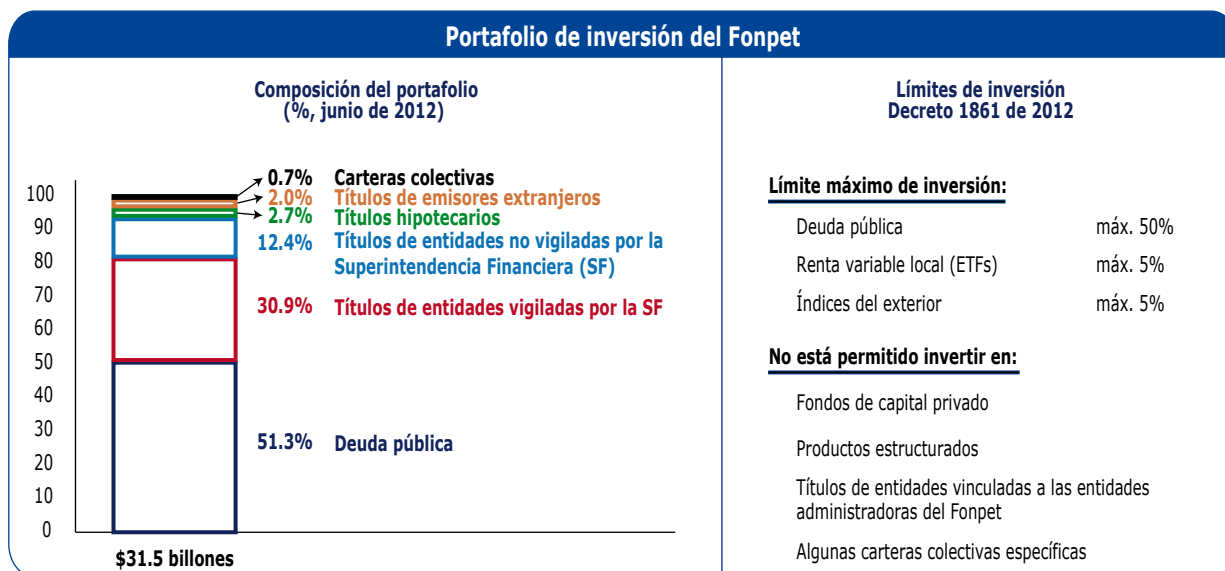 Portafolio de inversión del Fonpet
Composición del portafolio
(%, junio de 2012)
100
90
80
70
60
50
40
30
20
10
0
0.7% Carteras colectivas
2.0% Títulos de emisores extranjeros
2.7% Títulos hipotecarios
12.4% Títulos de entidades no vigiladas por la
Superintendencia Financiera (SF)
30.9% Títulos de entidades vigiladas por la SF
51.3% Deuda pública
$31.5 billones
Límites de inversión
Decreto 1861 de 2012
Límite máximo de inversión:
Deuda pública máx. 50%
Renta variable local (ETFs) máx. 5%
Índices del exterior máx. 5%
No está permitido invertir en:
Fondos de capital privado
Productos estructurados
Títulos de entidades vinculadas a las entidades
administradoras del Fonpet
Algunas carteras colectivas específicas